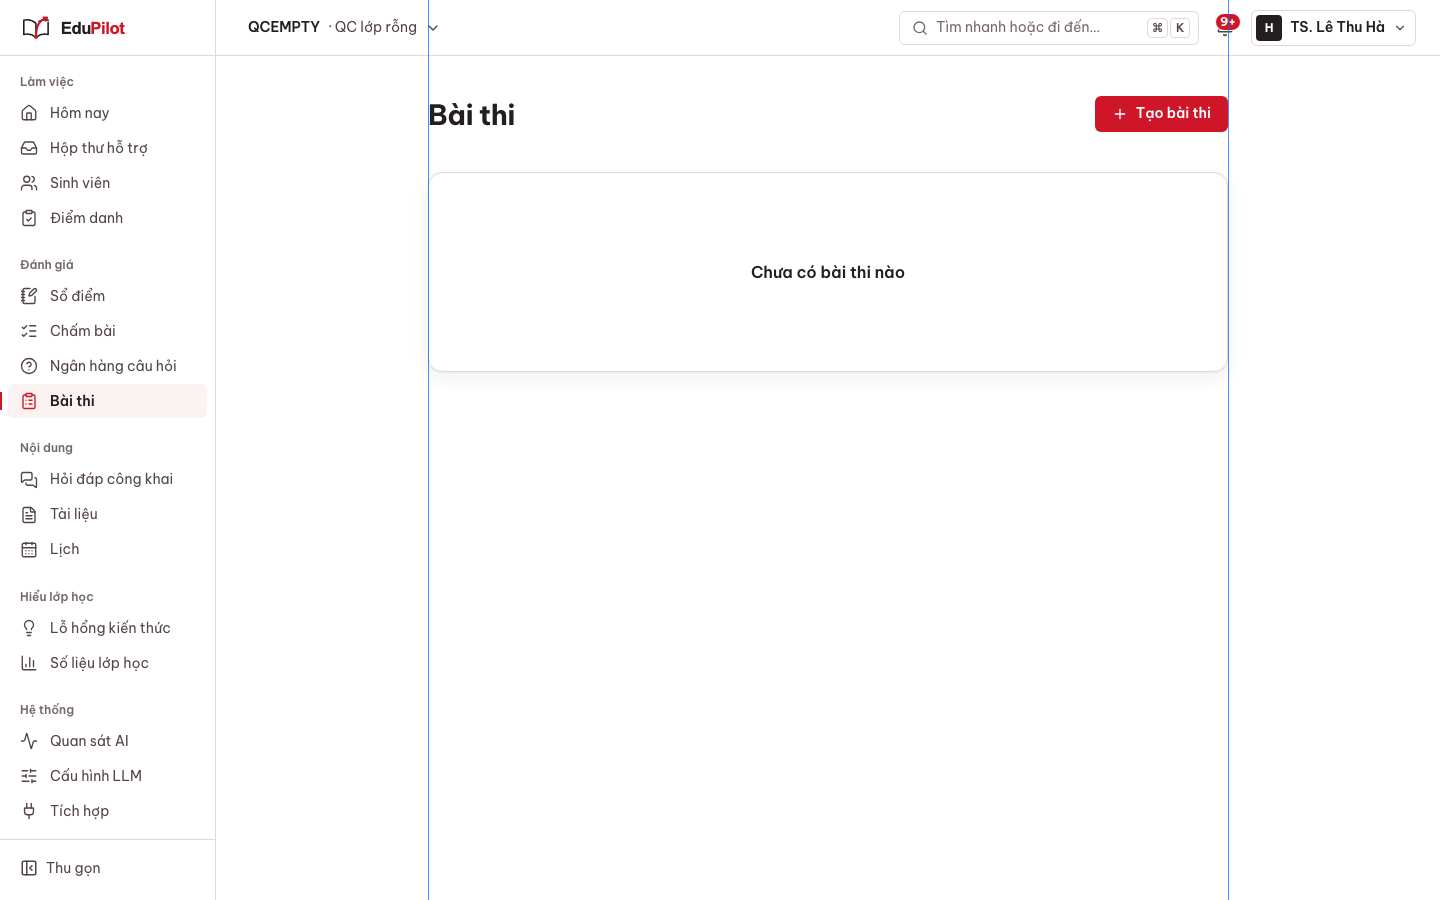 EduPilot
QCEMPTY · QC lớp rỗng
Tìm nhanh hoặc đi đến... ⌘ K
9+
H TS. Lê Thu Hà
Làm việc
Hôm nay
Hộp thư hỗ trợ
Sinh viên
Điểm danh
Đánh giá
Sổ điểm
Chấm bài
Ngân hàng câu hỏi
Bài thi
Nội dung
Hỏi đáp công khai
Tài liệu
Lịch
Hiểu lớp học
Lỗ hổng kiến thức
Số liệu lớp học
Hệ thống
Quan sát AI
Cấu hình LLM
Tích hợp
Thu gọn
Bài thi
Tạo bài thi
Chưa có bài thi nào